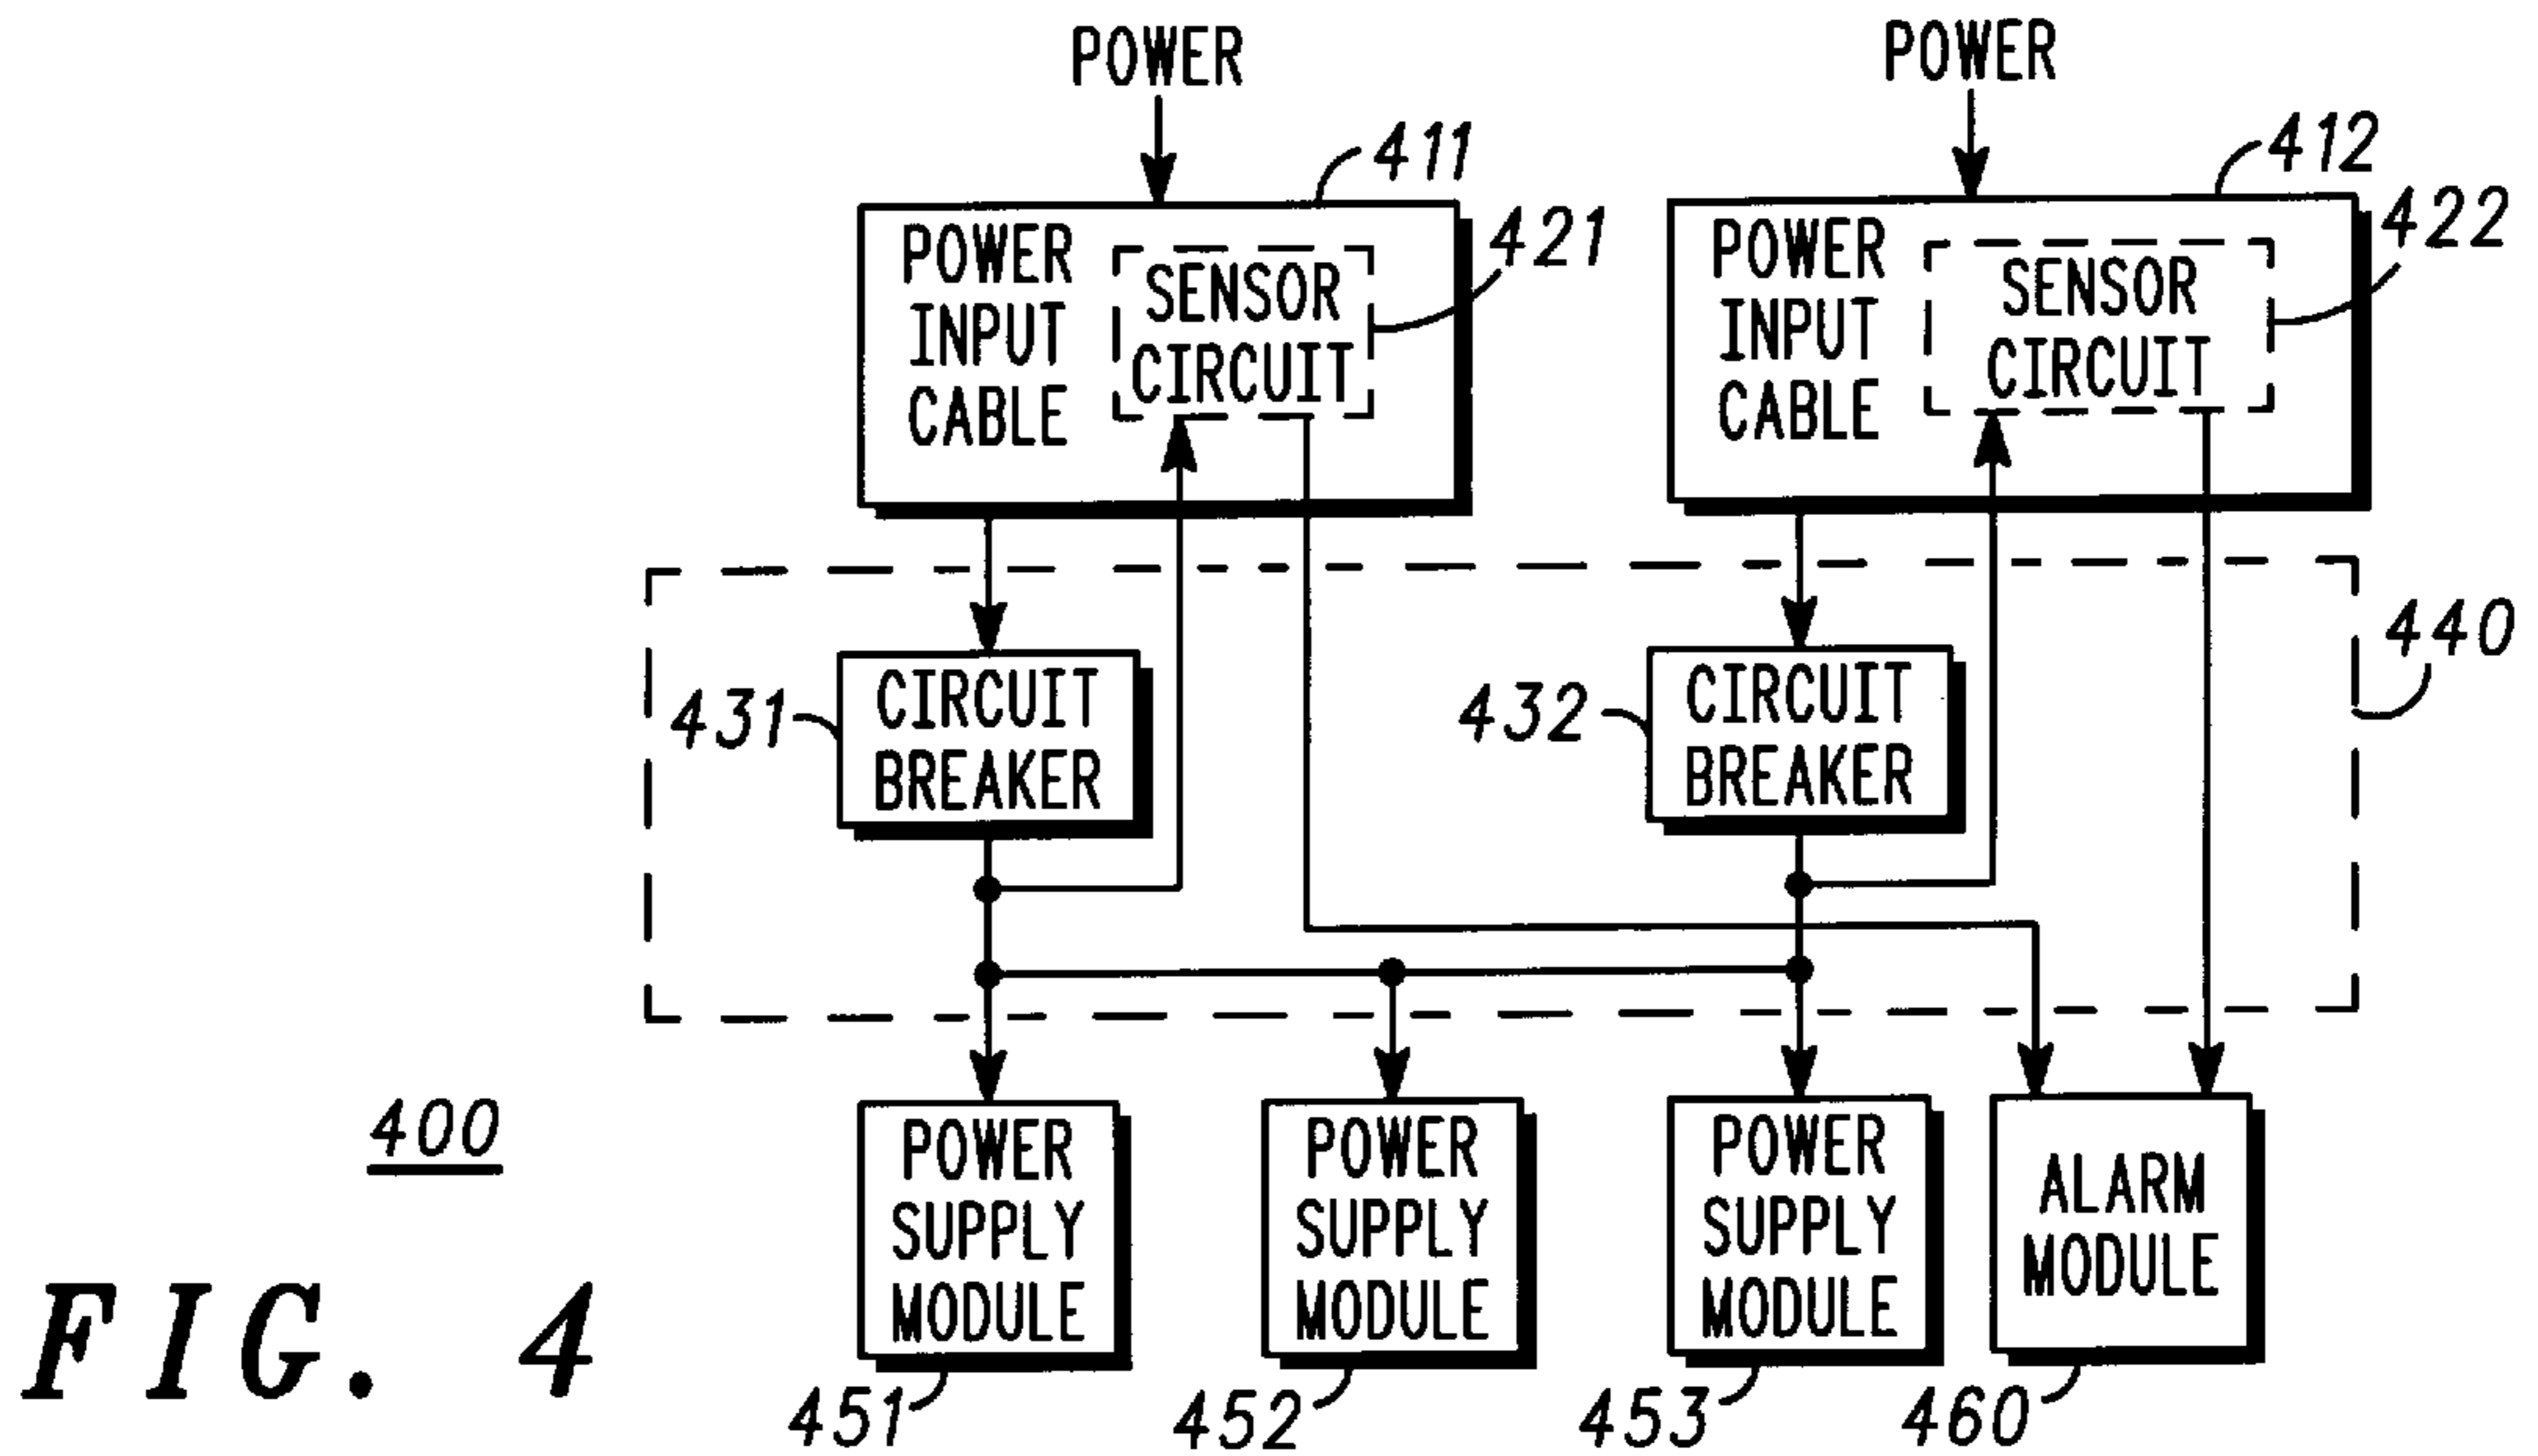 POWER
POWER
411
412
POWER
INPUT
CABLE
SENSOR
CIRCUIT
421
POWER
INPUT
CABLE
SENSOR
CIRCUIT
422
440
431
CIRCUIT
BREAKER
432
CIRCUIT
BREAKER
400
POWER
SUPPLY
MODULE
POWER
SUPPLY
MODULE
POWER
SUPPLY
MODULE
ALARM
MODULE
451
452
453
460
FIG. 4